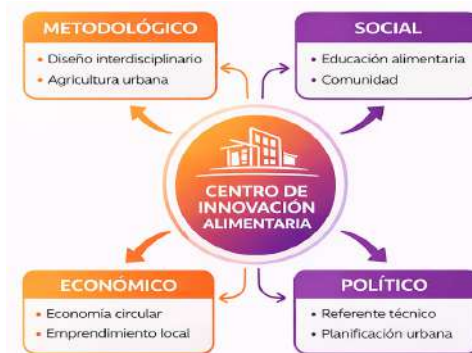 METODOLÓGICO
• Diseño interdisciplinario
• Agricultura urbana
SOCIAL
• Educación alimentaria
• Comunidad
CENTRO DE
INNOVACIÓN
ALIMENTARIA
ECONÓMICO
• Economía circular
• Emprendimiento local
POLÍTICO
• Referente técnico
• Planificación urbana